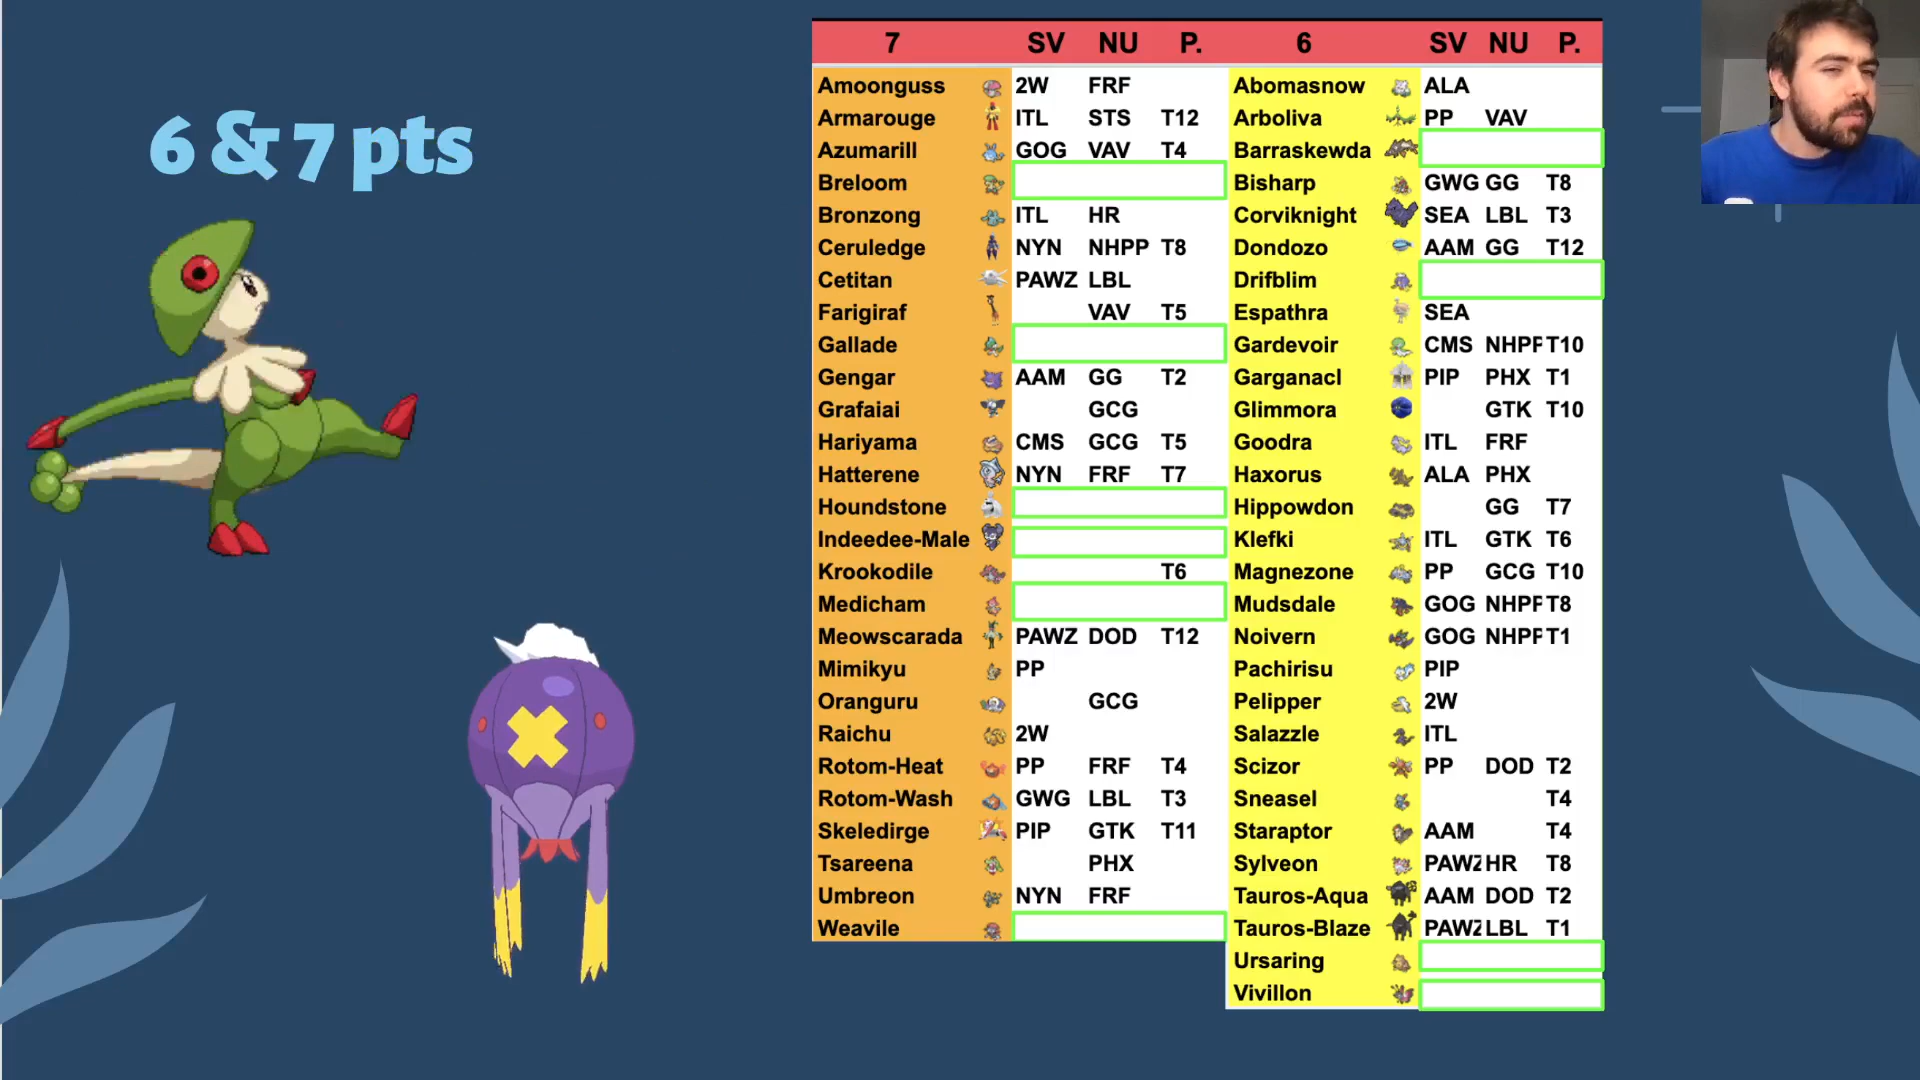 6 & 7 pts
7 SV NU P. 6 SV NU P.
Amoonguss 2W FRF Abomasnow ALA
Armarouge ITL STS T12 Arboliva PP VAV
Azumarill GOG VAV T4 Barraskewda
Breloom Bisharp GWG GG T8
Bronzong ITL HR Corviknight SEA LBL T3
Ceruledge NYN NHPP T8 Dondozo AAM GG T12
Cetitan PAWZ LBL Drifblim
Farigiraf VAV T5 Espathra SEA
Gallade Gardevoir CMS NHPP T10
Gengar AAM GG T2 Garganacl PIP PHX T1
Grafaiai GCG Glimmora GTK T10
Hariyama CMS GCG T5 Goodra ITL FRF
Hatterene NYN FRF T7 Haxorus ALA PHX
Houndstone Hippowdon GG T7
Indeedee-Male Klefki ITL GTK T6
Krookodile T6 Magnezone PP GCG T10
Medicham Mudsdale GOG NHPP T8
Meowscarada PAWZ DOD T12 Noivern GOG NHPP T1
Mimikyu PP Pachirisu PIP
Oranguru GCG Pelipper 2W
Raichu 2W Salazzle ITL
Rotom-Heat PP FRF T4 Scizor PP DOD T2
Rotom-Wash GWG LBL T3 Sneasel T4
Skeledirge PIP GTK T11 Staraptor AAM T4
Tsareena PHX Sylveon PAWZ HR T8
Umbreon NYN FRF Tauros-Aqua AAM DOD T2
Weavile Tauros-Blaze PAWZ LBL T1
Ursaring
Vivillon